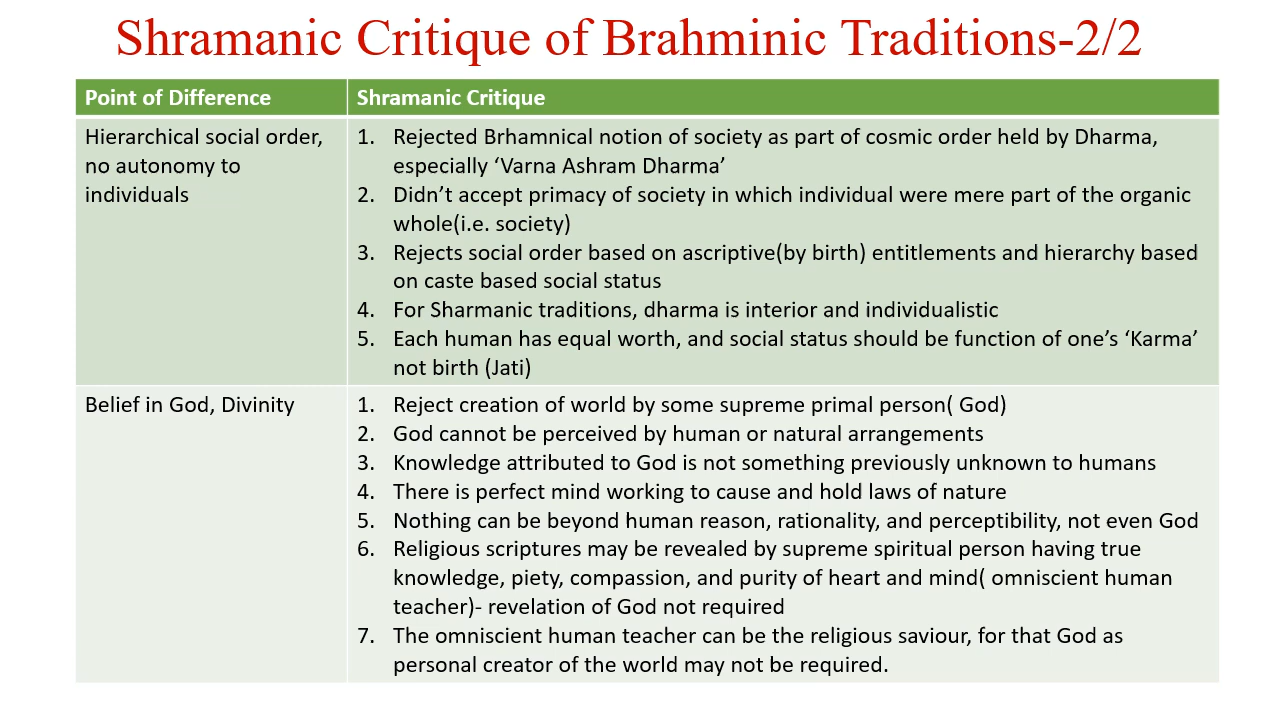 Shramanic Critique of Brahminic Traditions-2/2
Point of Difference
Shramanic Critique
Hierarchical social order,
no autonomy to
individuals
1. Rejected Brhamnical notion of society as part of cosmic order held by Dharma,
especially ‘Varna Ashram Dharma’
2. Didn’t accept primacy of society in which individual were mere part of the organic
whole(i.e. society)
3. Rejects social order based on ascriptive(by birth) entitlements and hierarchy based
on caste based social status
4. For Sharmanic traditions, dharma is interior and individualistic
5. Each human has equal worth, and social status should be function of one’s ‘Karma’
not birth (Jati)
Belief in God, Divinity
1. Reject creation of world by some supreme primal person( God)
2. God cannot be perceived by human or natural arrangements
3. Knowledge attributed to God is not something previously unknown to humans
4. There is perfect mind working to cause and hold laws of nature
5. Nothing can be beyond human reason, rationality, and perceptibility, not even God
6. Religious scriptures may be revealed by supreme spiritual person having true
knowledge, piety, compassion, and purity of heart and mind( omniscient human
teacher)- revelation of God not required
7. The omniscient human teacher can be the religious saviour, for that God as
personal creator of the world may not be required.